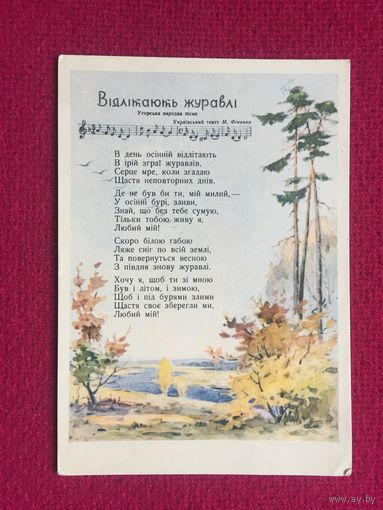 Відлітають журавлі
Угорська народна пісня
Український текст М. Фіненка
В день осінній відлітають
В ірій зграї журавлів.
Серце мре, коли згадаю
Щастя неповторних днів.
Де не був би ти, мій милий,—
У осінні бурі, зливи,
Знай, що без тебе сумую,
Тільки тобою живу я,
Любий мій!
Скоро білою габою
Ляже сніг по всій землі,
Та повернуться весною
З півдня знову журавлі.
Хочу я, щоб ти зі мною
Був і літом, і зимою,
Щоб і під бурями злими
Щастя своє зберегли ми,
Любий мій!
www.ay.by